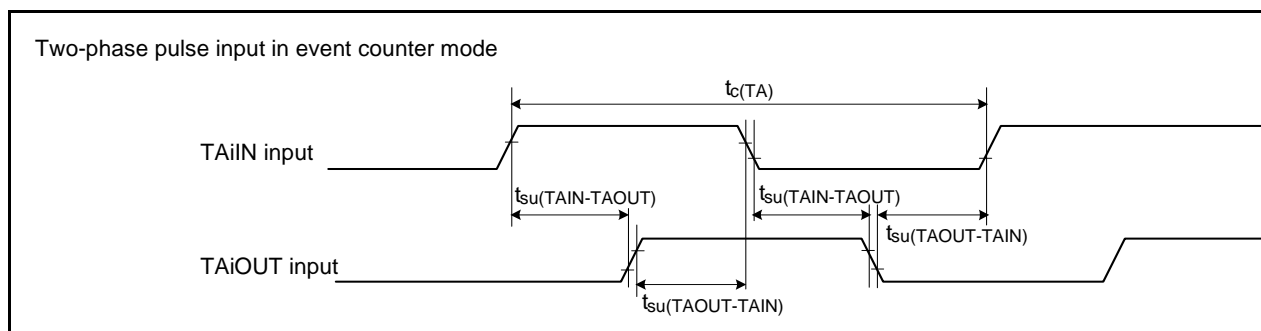 Two-phase pulse input in event counter mode
tc(TA)
TAiIN input
tsu(TAIN-TAOUT)
tsu(TAIN-TAOUT)
tsu(TAOUT-TAIN)
TAiOUT input
tsu(TAOUT-TAIN)